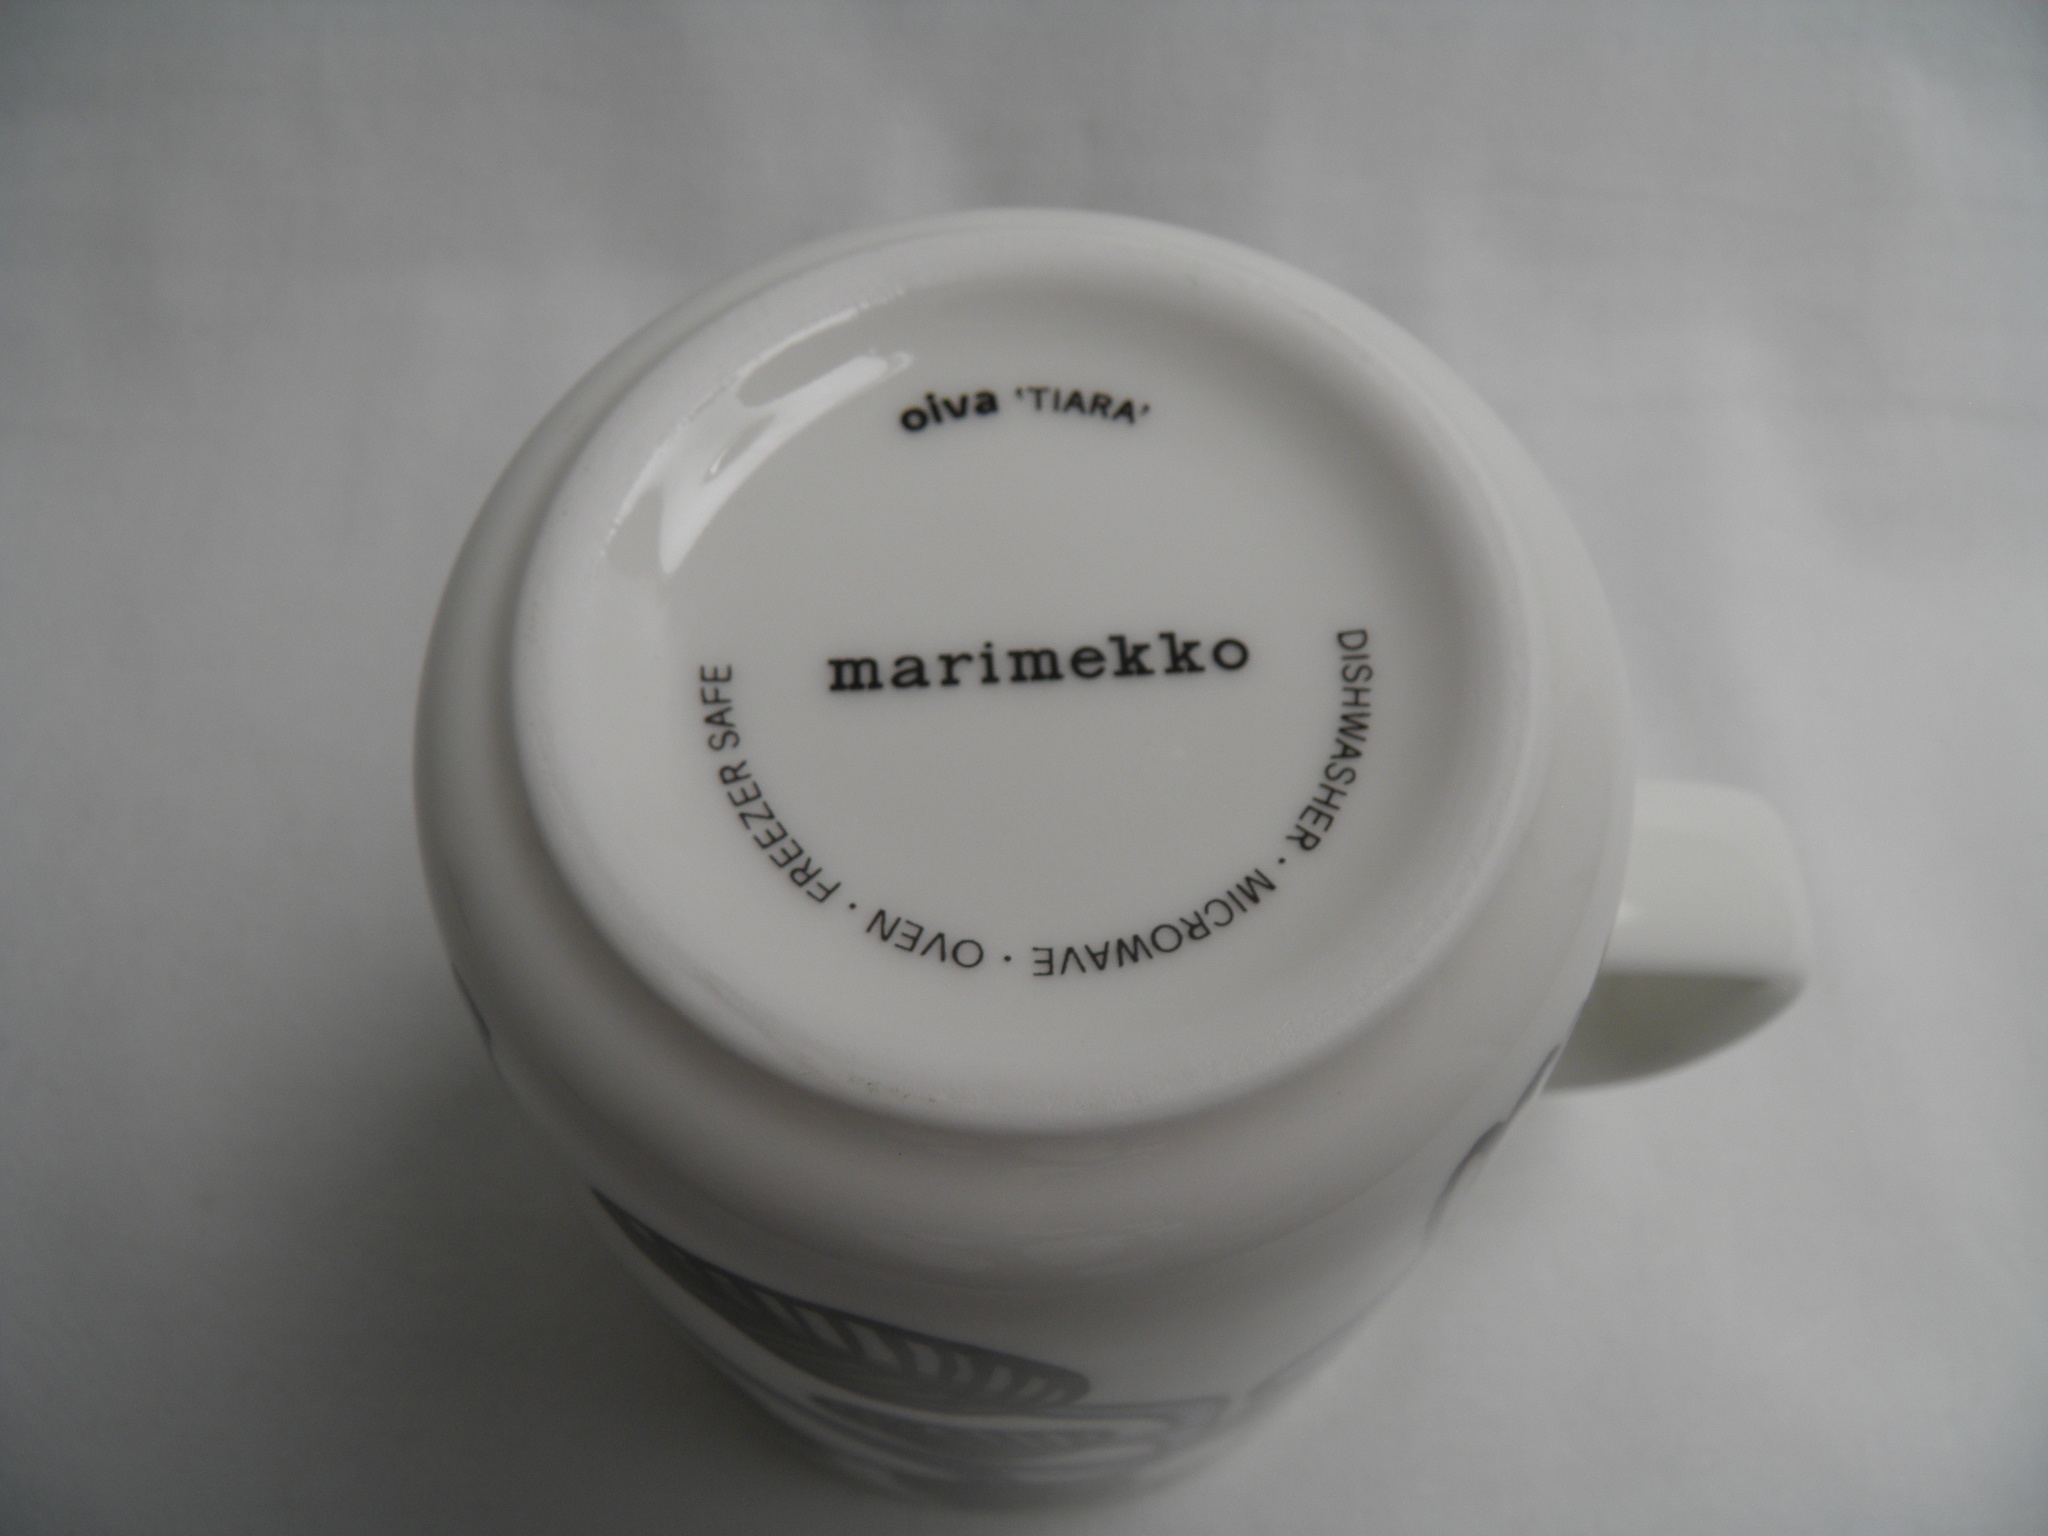 oiva 'TIARA'
marimekko
DISHWASHER · MICROWAVE · OVEN · FREEZER SAFE